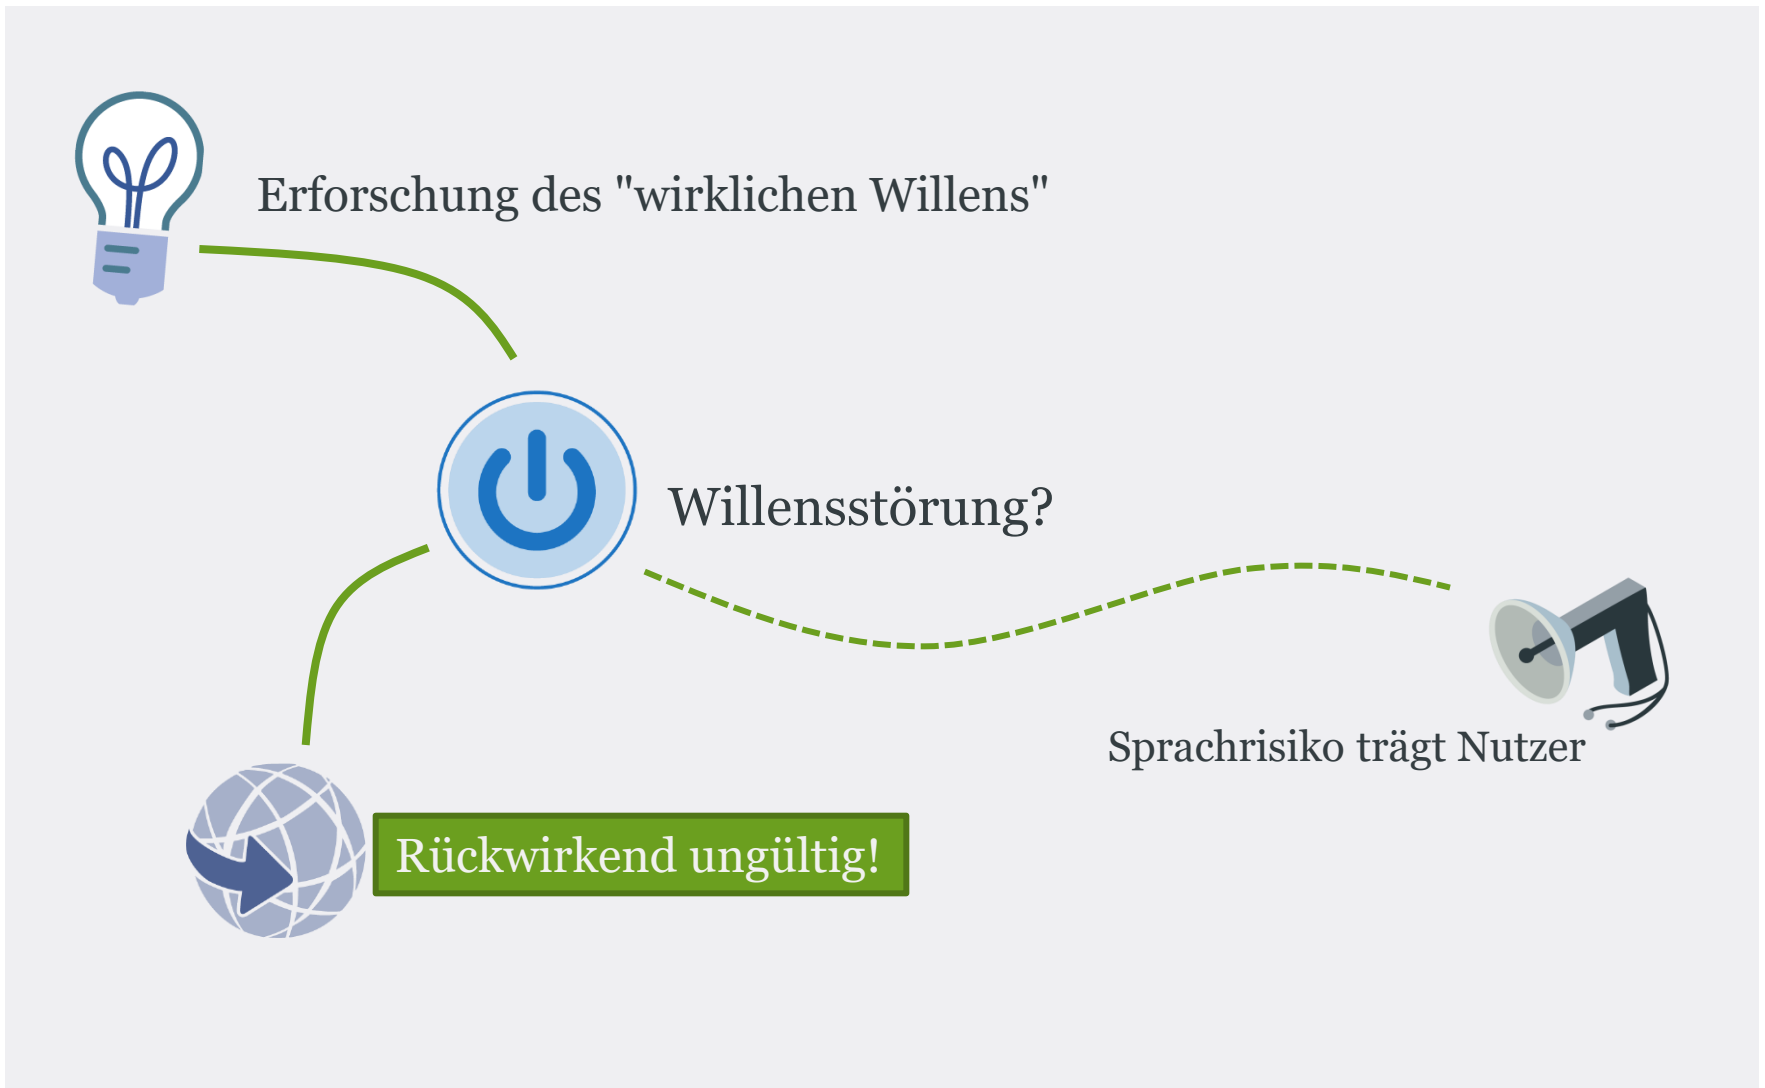 Erforschung des "wirklichen Willens"
Willensstörung?
Sprachrisiko trägt Nutzer
Rückwirkend ungültig!